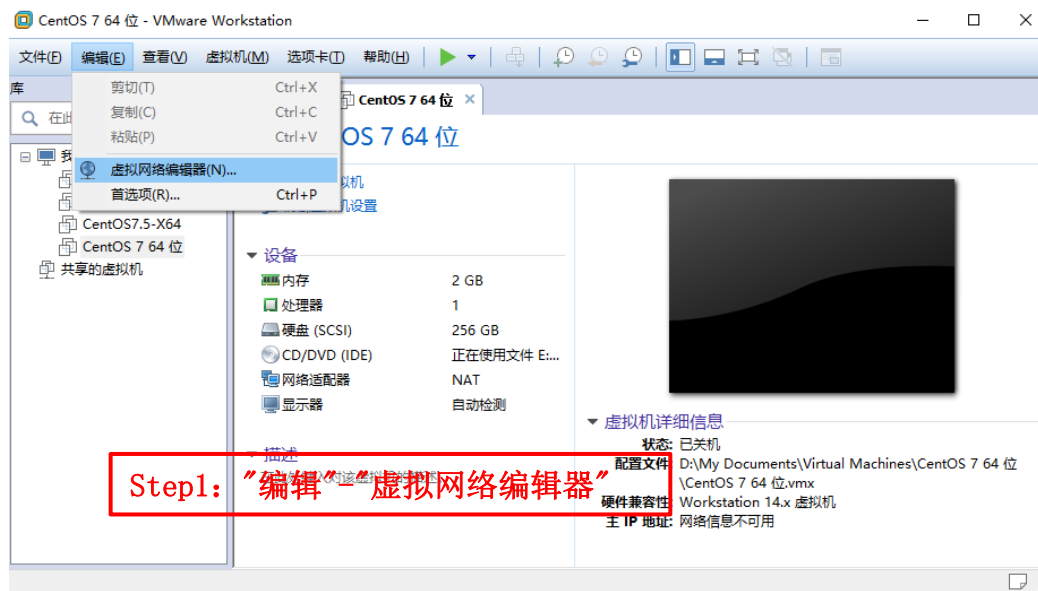 CentOS 7 64 位 - VMware Workstation
文件(F) 编辑(E) 查看(V) 虚拟机(M) 选项卡(T) 帮助(H)
库
剪切(T) Ctrl+X
复制(C) Ctrl+C
粘贴(P) Ctrl+V
虚拟网络编辑器(N)...
首选项(R)... Ctrl+P
在此
我
CentOS7.5-X64
CentOS 7 64 位
共享的虚拟机
CentOS 7 64 位
OS 7 64 位
虚拟机
机设置
设备
内存 2 GB
处理器 1
硬盘 (SCSI) 256 GB
CD/DVD (IDE) 正在使用文件 E:...
网络适配器 NAT
显示器 自动检测
描述
Step1: "编辑"-"虚拟网络编辑器"
虚拟机详细信息
状态: 已关机
配置文件: D:\My Documents\Virtual Machines\CentOS 7 64 位
\CentOS 7 64 位.vmx
硬件兼容性: Workstation 14.x 虚拟机
主 IP 地址: 网络信息不可用